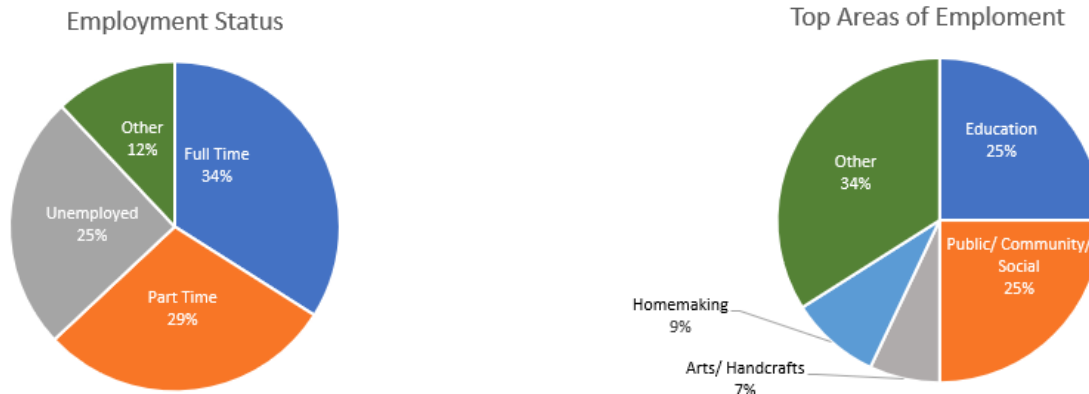 Employment Status
Other
12%
Full Time
34%
Unemployed
25%
Part Time
29%
Top Areas of Emploment
Education
25%
Other
34%
Public/ Community/
Social
25%
Homemaking
9%
Arts/ Handcrafts
7%